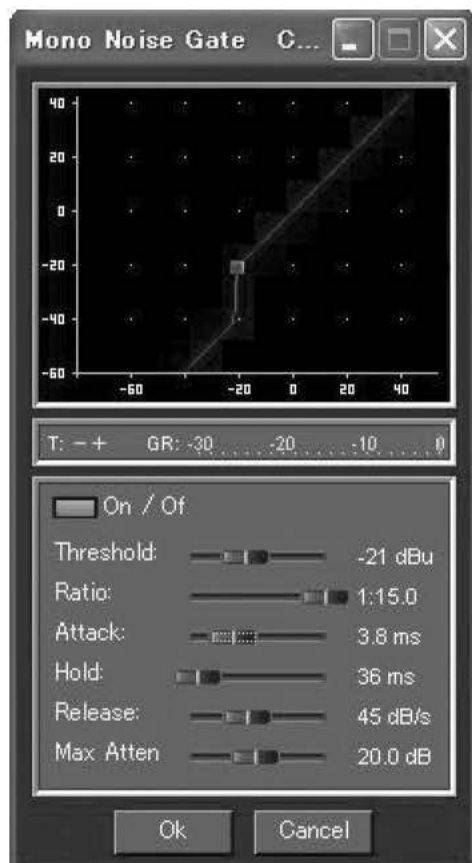 Mono Noise Gate C...
40
20
0
-20
-40
-60
-60 -20 0 20 40
T: -+ GR: -30.....-20.....-10.....0
On / Of
Threshold: -21 dBu
Ratio: 1:15.0
Attack: 3.8 ms
Hold: 36 ms
Release: 45 dB/s
Max Atten 20.0 dB
Ok Cancel